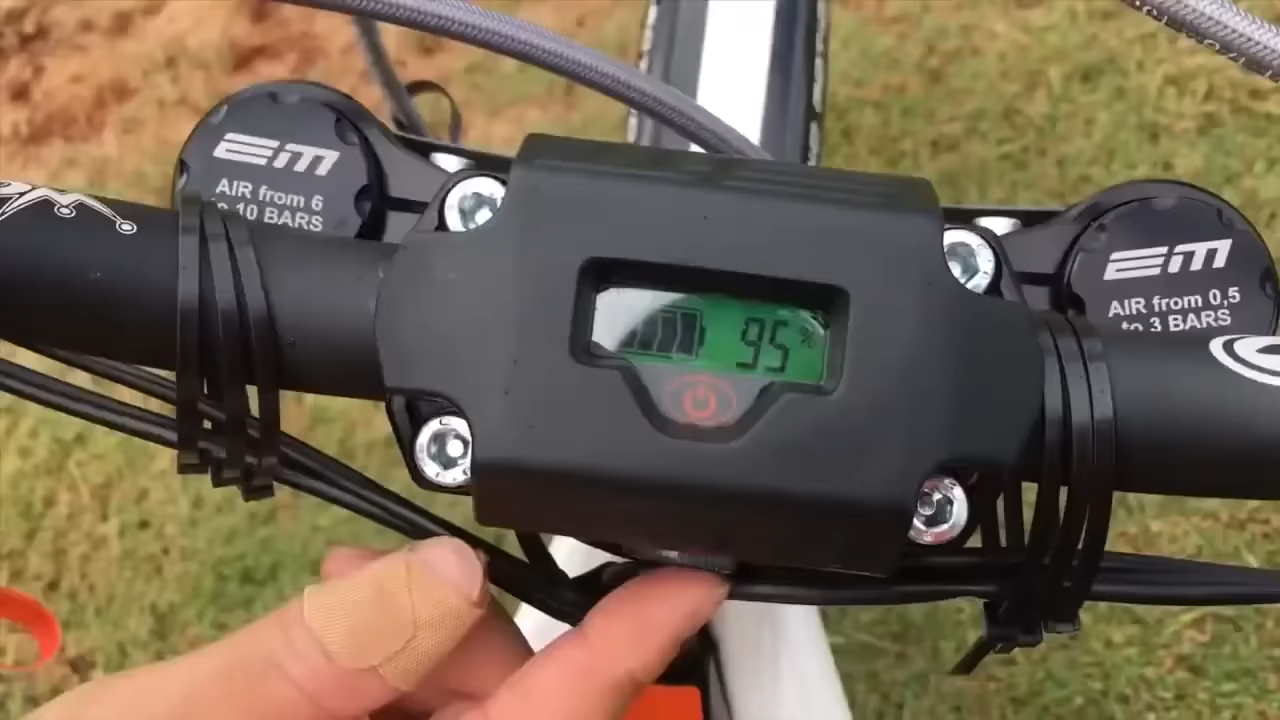 EM
AIR from 6
to 10 BARS
95%
EM
AIR from 0,5
to 3 BARS